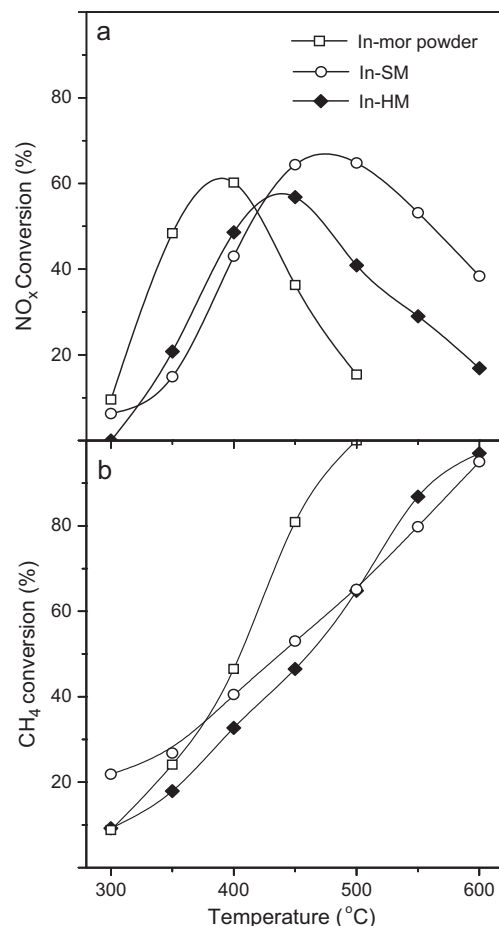 a
In-mor powder
In-SM
In-HM
80
60
40
20
NOₓ Conversion (%)
b
80
60
40
20
CH₄ conversion (%)
300 400 500 600
Temperature (°C)